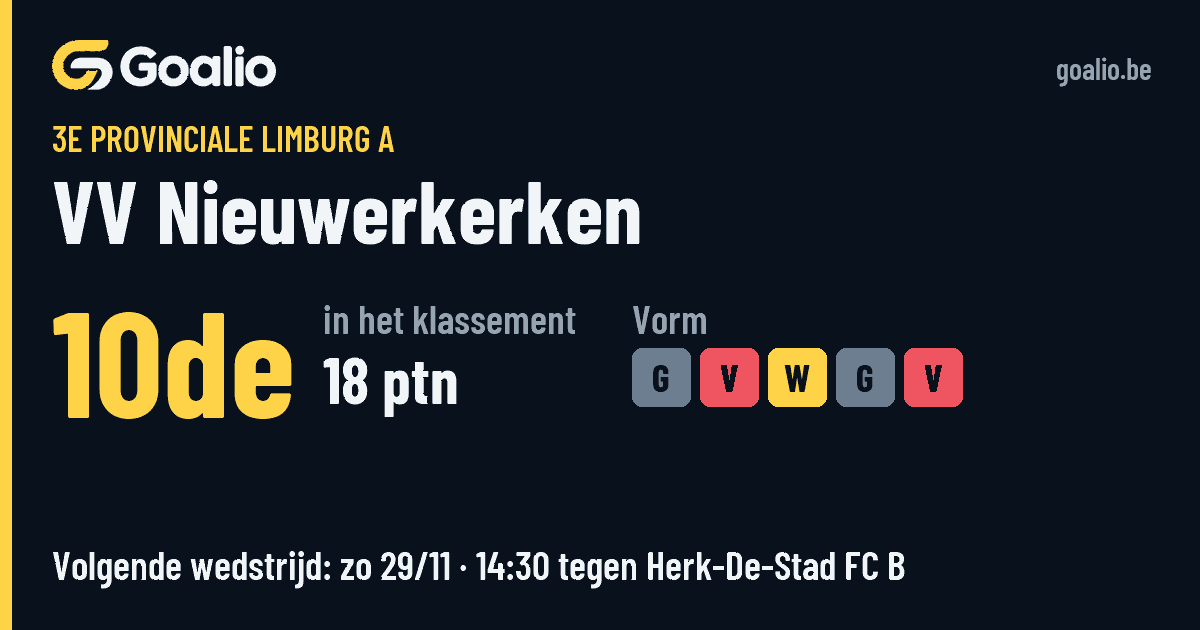 Goalio
goalio.be
3E PROVINCIALE LIMBURG A
VV Nieuwerkerken
10de
in het klassement
18 ptn
Vorm
G V W G V
Volgende wedstrijd: zo 29/11 · 14:30 tegen Herk-De-Stad FC B